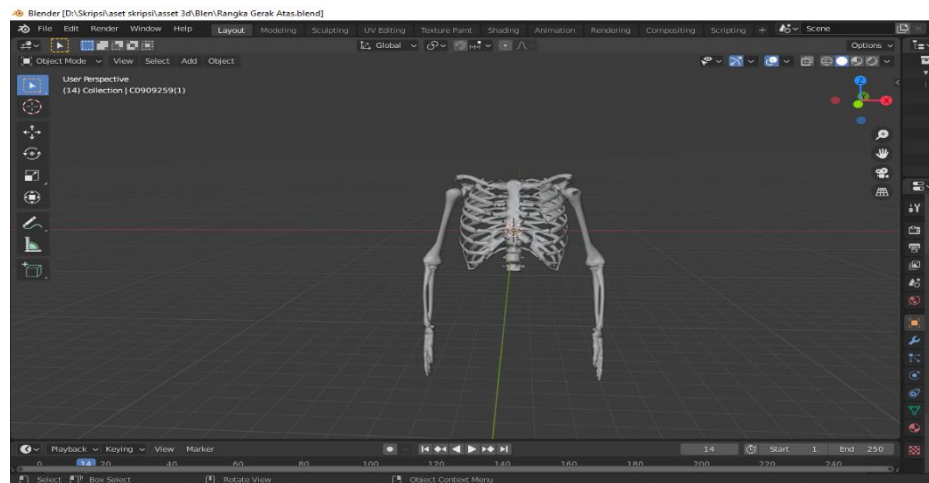 Blender [D:\Skripsi\aset skripsi\asset 3d\Blen\Rangka Gerak Atas.blend]
File Edit Render Window Help Layout Modeling Sculpting UV Editing Texture Paint Shading Animation Rendering Compositing Scripting + Scene
Global Options
Object Mode View Select Add Object
User Perspective
(14) Collection | C0909259(1)
Z
Y
X
Playback Keying View Marker 14 Start 1 End 250
0 14 20 40 60 80 100 120 140 160 180 200 220 240
Select Box Select Rotate View Object Context Menu